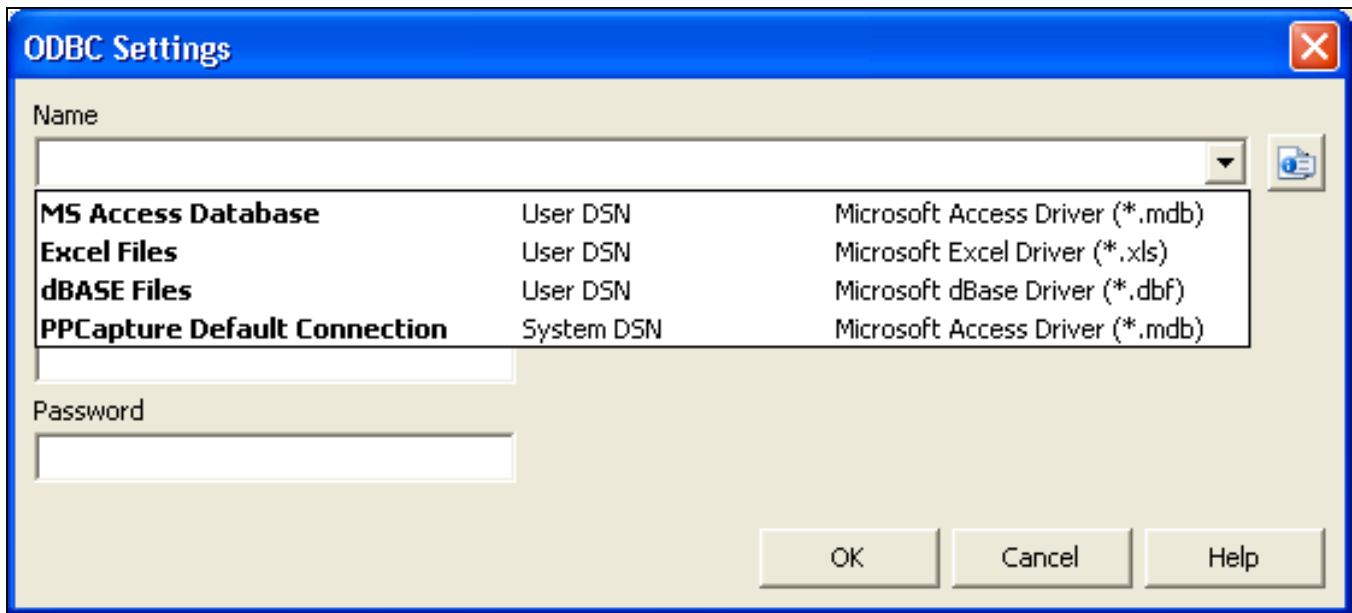 ODBC Settings
Name
MS Access Database User DSN Microsoft Access Driver (*.mdb)
Excel Files User DSN Microsoft Excel Driver (*.xls)
dBASE Files User DSN Microsoft dBase Driver (*.dbf)
PPCapture Default Connection System DSN Microsoft Access Driver (*.mdb)
Password
OK Cancel Help